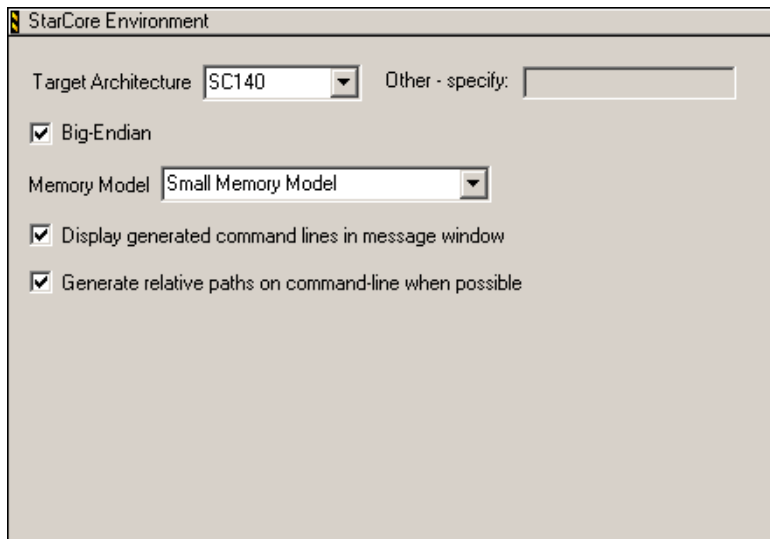 StarCore Environment
Target Architecture SC140 Other - specify:
Big-Endian
Memory Model Small Memory Model
Display generated command lines in message window
Generate relative paths on command-line when possible